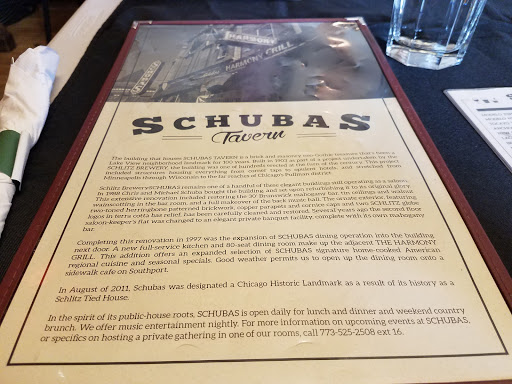 HARMONY
SCHUBAS
HARMONY GRILL
SCHUBAS
Tavern
The building that houses SCHUBAS TAVERN is a brick and masonry neo-Gothic treasure that's been a
Lake View neighborhood landmark for 100 years. Built in 1903 as part of a project undertaken by the
SCHLITZ BREWERY, the building was one of hundreds erected at the turn of the century. This project
included structures housing everything from corner taps to spoken hotels, and stretched from
Minneapolis through Wisconsin to the far reaches of Chicago's Pullman district.
Schlitz Brewery/SCHUBAS remains one of a handful of these elegant buildings still operating as a saloon.
In 1988 Chris and Michael Schuba bought the building and set upon refurbishing it to its original glory.
This extensive renovation included restoring the 30' Brunswick mahogany bar, tin ceilings and walnut
wainscotting in the bar room, and a full makeover of the back music hall. The ornate exterior, featuring
two-toned herringbone patterned brickwork, copper parapets and cornice caps and two SCHLITZ globe
logos in terra cotta bas relief, has been carefully cleaned and restored. Several years ago the second floor
saloon-keeper's flat was changed to an elegant private banquet facility, complete with its own mahogany
bar.
Completing this renovation in 1997 was the expansion of SCHUBAS dining operation into the building
next door. A new full-service kitchen and 80-seat dining room make up the adjacent THE HARMONY
GRILL. This addition offers an expanded selection of SCHUBAS signature home-cooked American
regional cuisine and seasonal specials. Good weather permits us to open up the dining room onto a
sidewalk cafe on Southport.
In August of 2011, Schubas was designated a Chicago Historic Landmark as a result of its history as a
Schlitz Tied House.
In the spirit of its public-house roots, SCHUBAS is open daily for lunch and dinner and weekend country
brunch. We offer music entertainment nightly. For more information on upcoming events at SCHUBAS,
or specifics on hosting a private gathering in one of our rooms, call 773-525-2508 ext 16.